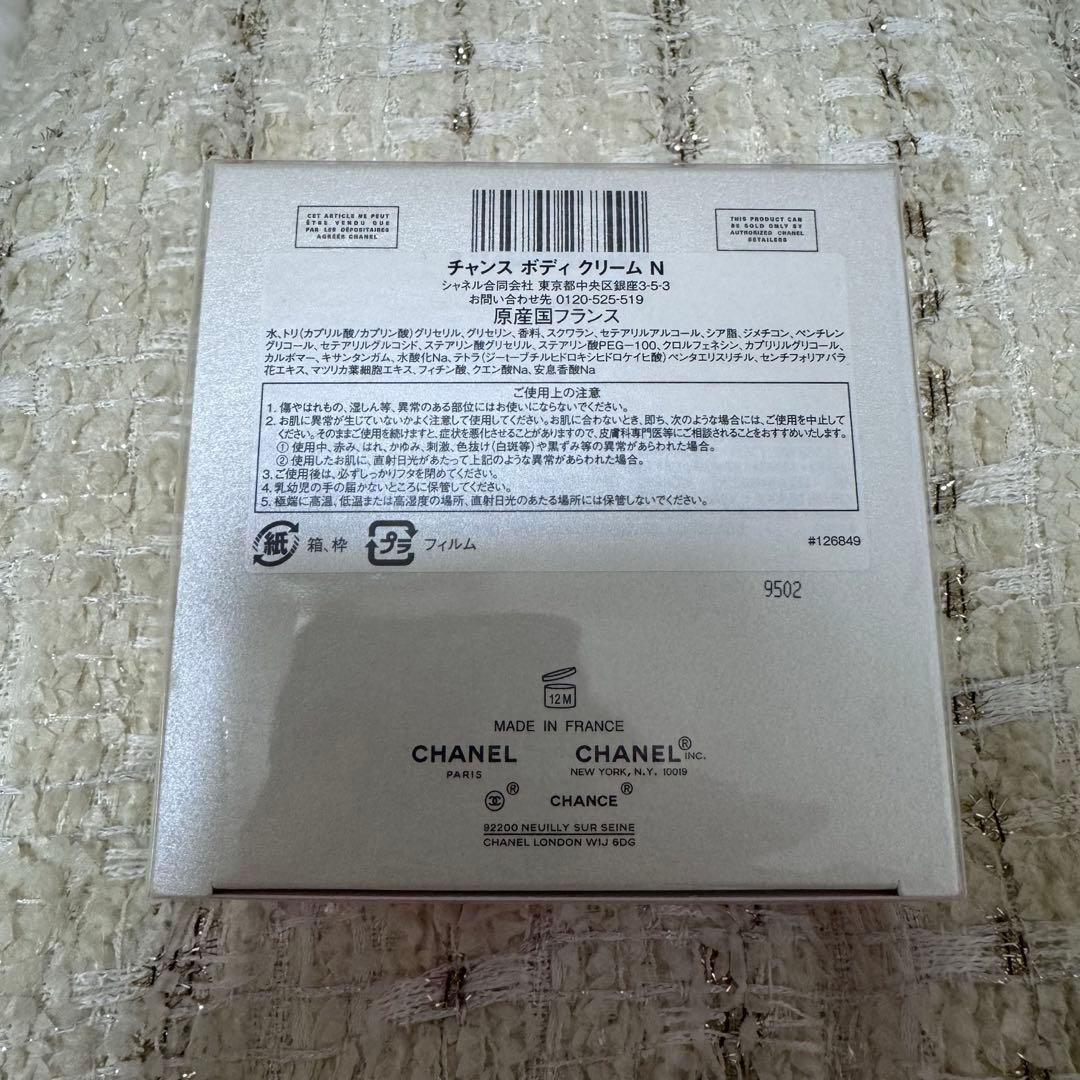 CET ARTICLE NE PEUT
ÊTRE VENDU QUE
PAR LES DÉPOSITAIRES
AGRÉÉS CHANEL
THIS PRODUCT CAN
BE SOLD ONLY BY
AUTHORIZED CHANEL
RETAILERS
チャンス ボディ クリーム N
シャネル合同会社 東京都中央区銀座3-5-3
お問い合わせ先 0120-525-519
原産国フランス
水、トリ(カプリル酸/カプリン酸)グリセリル、グリセリン、香料、スクワラン、セテアリルアルコール、シア脂、ジメチコン、ペンチレン
グリコール、セテアリルグルコシド、ステアリン酸グリセリル、ステアリン酸PEG-100、クロルフェネシン、カプリリルグリコール、
カルボマー、キサンタンガム、水酸化Na、テトラ(ジ-t-ブチルヒドロキシヒドロケイヒ酸)ペンタエリスリチル、センチフォリアバラ
花エキス、マツリカ葉細胞エキス、フィチン酸、クエン酸Na、安息香酸Na
ご使用上の注意
1. 傷やはれもの、湿しん等、異常のある部位にはお使いにならないでください。
2. お肌に異常が生じていないかよく注意して使用してください。お肌に合わないとき、即ち、次のような場合には、ご使用を中止して
ください。そのままご使用を続けますと、症状を悪化させることがありますので、皮膚科専門医等にご相談されることをおすすめいたします。
① 使用中、赤み、はれ、かゆみ、刺激、色抜け(白斑等)や黒ずみ等の異常があらわれた場合。
② 使用したお肌に、直射日光があたって上記のような異常があらわれた場合。
3. ご使用後は、必ずしっかりフタを閉めてください。
4. 乳幼児の手の届かないところに保管してください。
5. 極端に高温、低温または高湿度の場所、直射日光のあたる場所には保管しないでください。
紙 箱、枠 プラ フィルム #126849
9502
12 M
MADE IN FRANCE
CHANEL CHANEL® INC.
PARIS NEW YORK, N.Y. 10019
® CHANCE®
92200 NEUILLY SUR SEINE
CHANEL LONDON W1J 6DG